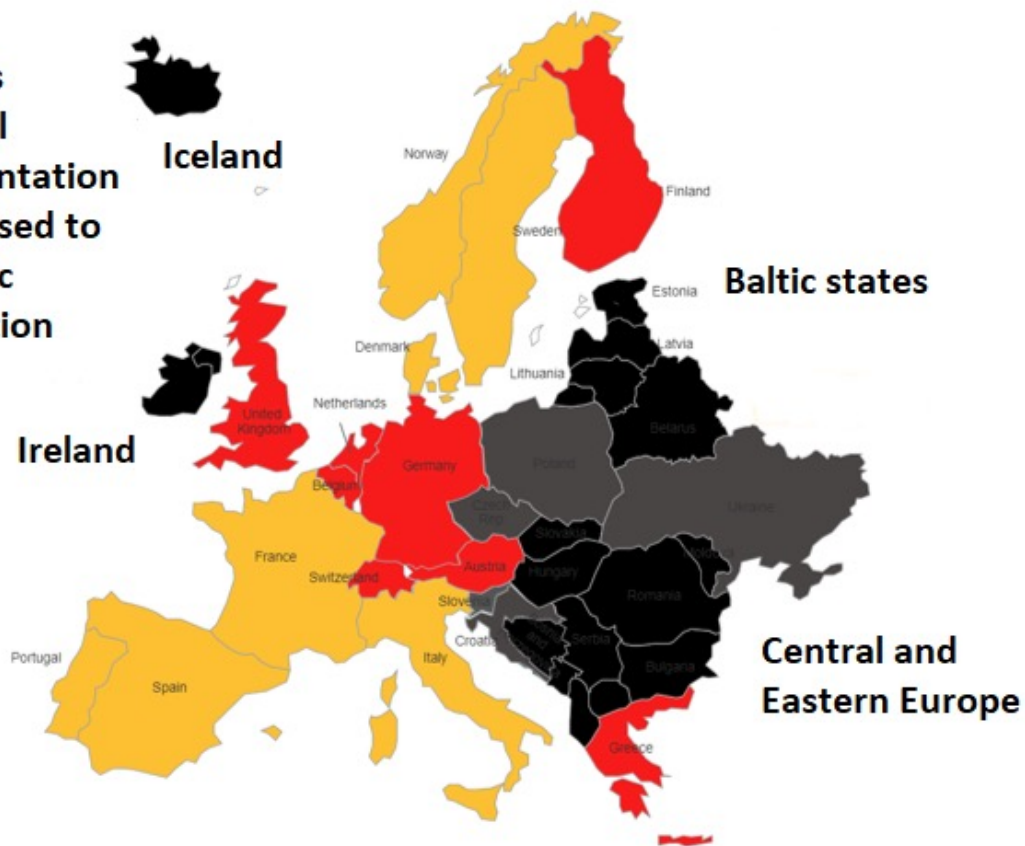 s
l
ntation
sed to
c
ion
Iceland
Norway
Finland
Sweden
Baltic states
Estonia
Denmark
Latvia
Lithuania
Netherlands
United
Kingdom
Ireland
Belarus
Germany
Poland
Belgium
Czech
Rep
Ukraine
France
Slovakia
Moldova
Switzerland
Austria
Hungary
Romania
Slovenia
Croatia
and
Serbia
Central and
Eastern Europe
Portugal
Italy
Bulgaria
Spain
Greece